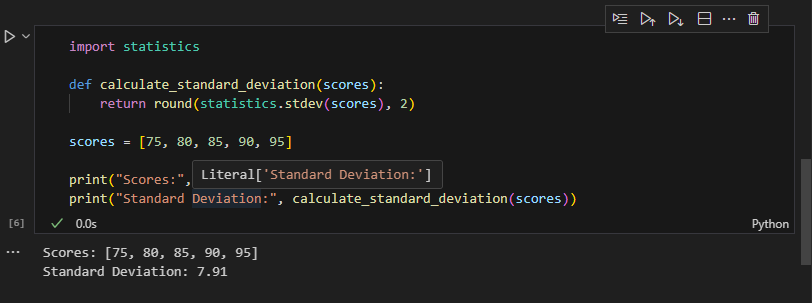 import statistics
def calculate_standard_deviation(scores):
    return round(statistics.stdev(scores), 2)
scores = [75, 80, 85, 90, 95]
Literal['Standard Deviation:']
print("Scores:",
print("Standard Deviation:", calculate_standard_deviation(scores))
[6]
0.0s
Python
Scores: [75, 80, 85, 90, 95]
Standard Deviation: 7.91